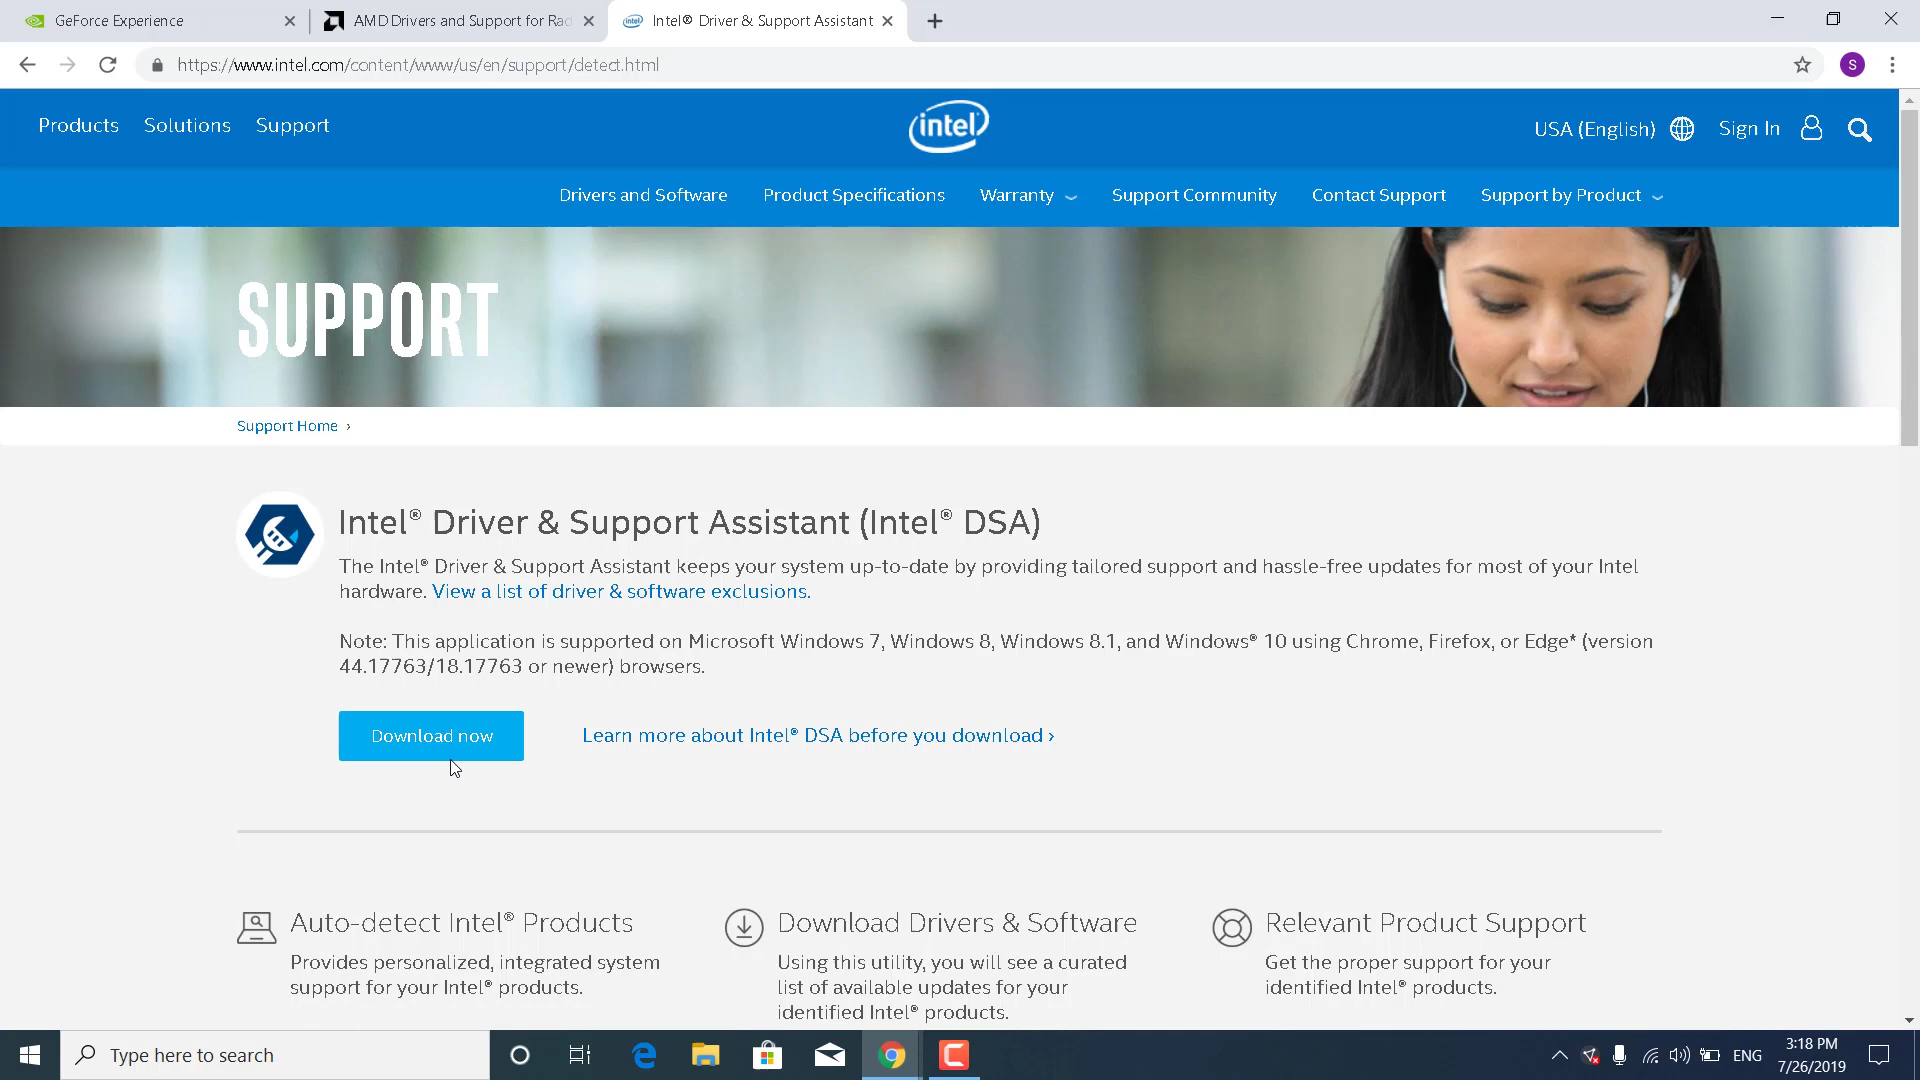 GeForce Experience
AMD Drivers and Support for Rad
Intel® Driver & Support Assistant
https://www.intel.com/content/www/us/en/support/detect.html
S
Products Solutions Support
intel
USA (English) Sign In
Drivers and Software Product Specifications Warranty Support Community Contact Support Support by Product
SUPPORT
Support Home ›
Intel® Driver & Support Assistant (Intel® DSA)
The Intel® Driver & Support Assistant keeps your system up-to-date by providing tailored support and hassle-free updates for most of your Intel
hardware. View a list of driver & software exclusions.
Note: This application is supported on Microsoft Windows 7, Windows 8, Windows 8.1, and Windows® 10 using Chrome, Firefox, or Edge* (version
44.17763/18.17763 or newer) browsers.
Download now
Learn more about Intel® DSA before you download ›
Auto-detect Intel® Products
Provides personalized, integrated system
support for your Intel® products.
Download Drivers & Software
Using this utility, you will see a curated
list of available updates for your
identified Intel® products.
Relevant Product Support
Get the proper support for your
identified Intel® products.
Type here to search
ENG
3:18 PM
7/26/2019